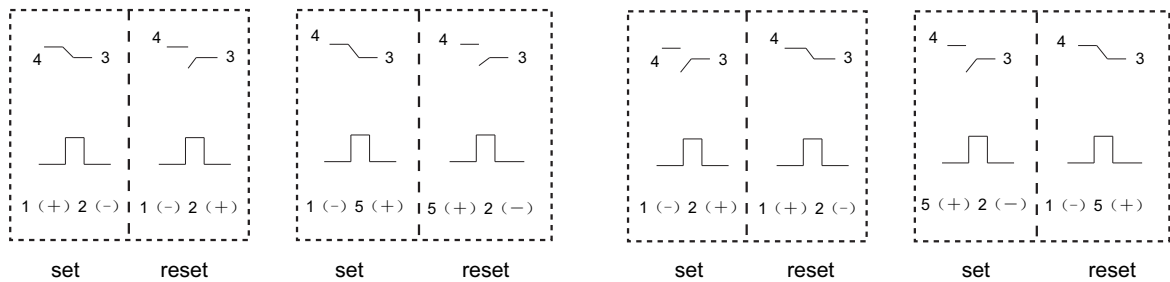 4 3 4 3 4 3 4 3 4 3 4 3 4 3 4 3
1（+）2（-） 1（-）2（+） 1（-）5（+） 5（+）2（—） 1（-）2（+） 1（+）2（-） 5（+）2（—） 1（-）5（+）
set reset set reset set reset set reset